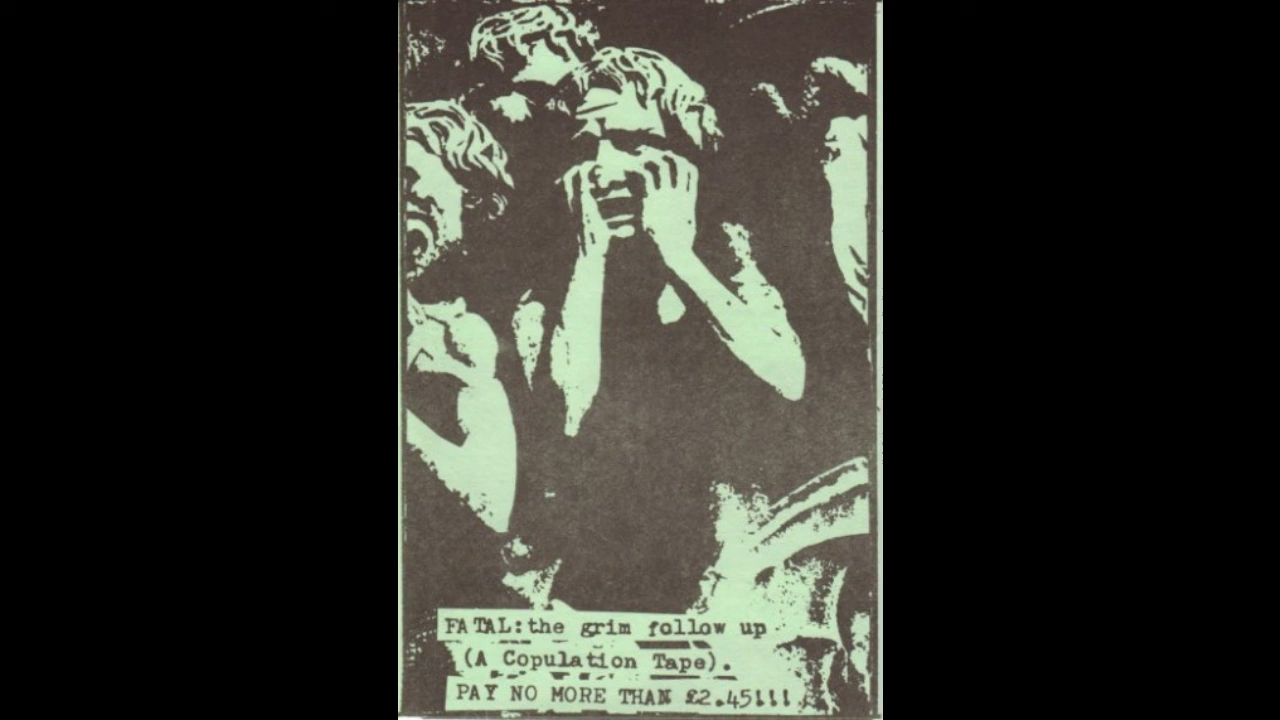 FATAL:the grim follow up
(A Copulation Tape).
PAY NO MORE THAN £2.45!!!